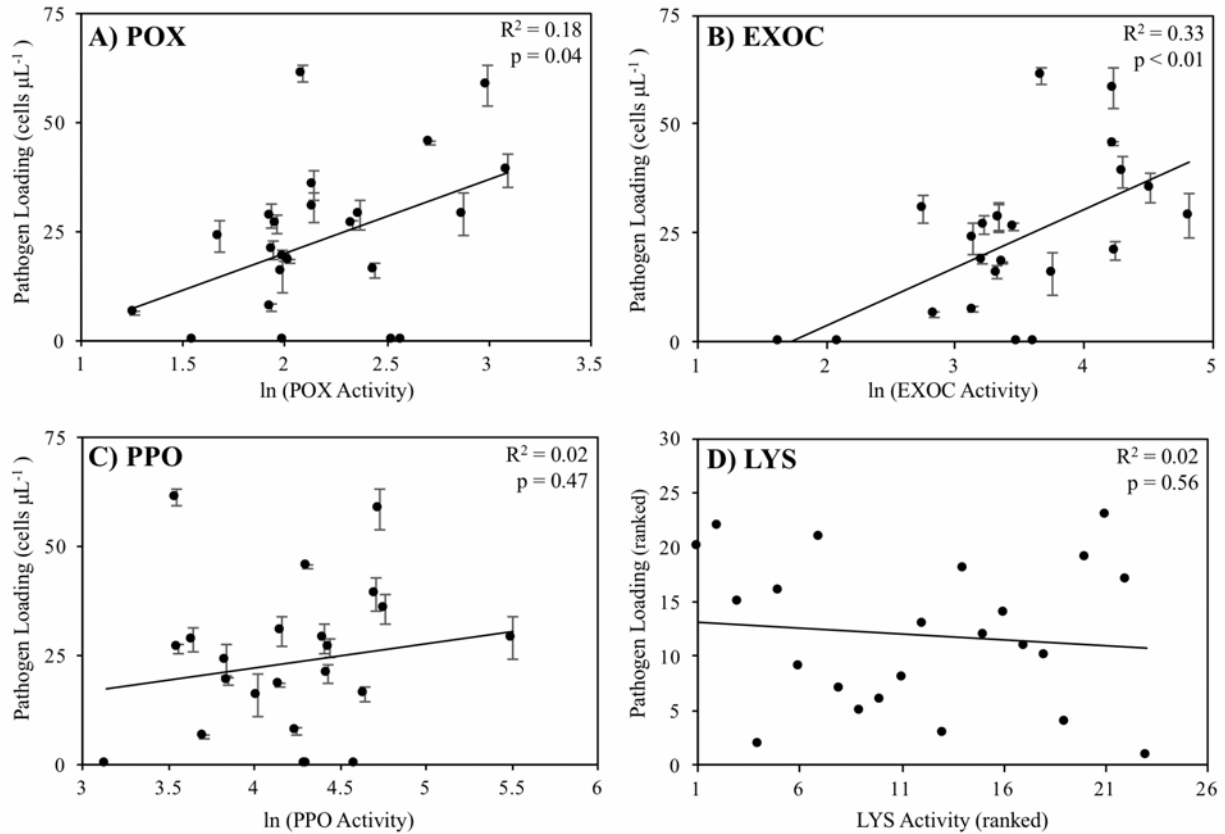 A) POX
R² = 0.18
p = 0.04
Pathogen Loading (cells µL⁻¹ )
75
50
25
0
1 1.5 2 2.5 3 3.5
ln (POX Activity)
B) EXOC
R² = 0.33
p < 0.01
Pathogen Loading (cells µL⁻¹ )
75
50
25
0
1 2 3 4 5
ln (EXOC Activity)
C) PPO
R² = 0.02
p = 0.47
Pathogen Loading (cells µL⁻¹ )
75
50
25
0
3 3.5 4 4.5 5 5.5 6
ln (PPO Activity)
D) LYS
R² = 0.02
p = 0.56
Pathogen Loading (ranked)
30
25
20
15
10
5
0
1 6 11 16 21 26
LYS Activity (ranked)